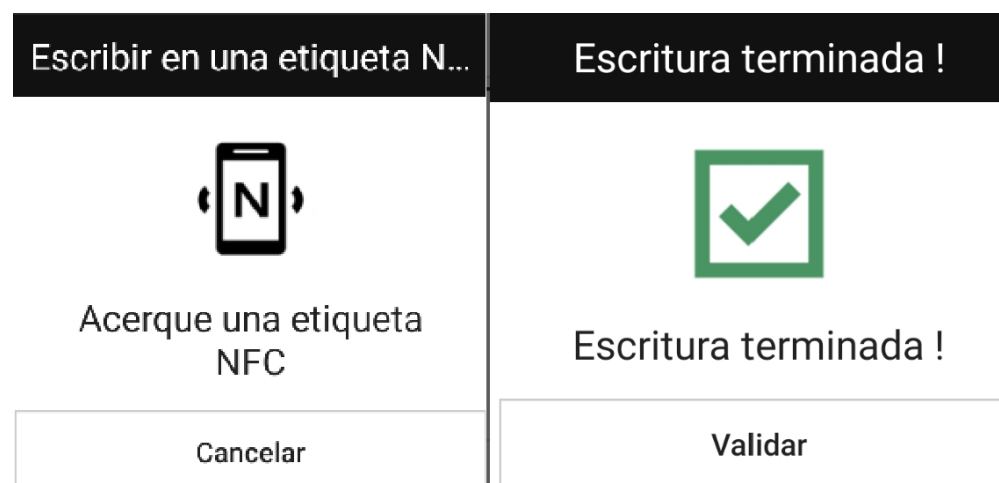 Escribir en una etiqueta N...
N
Acerque una etiqueta
NFC
Cancelar
Escritura terminada !
Escritura terminada !
Validar